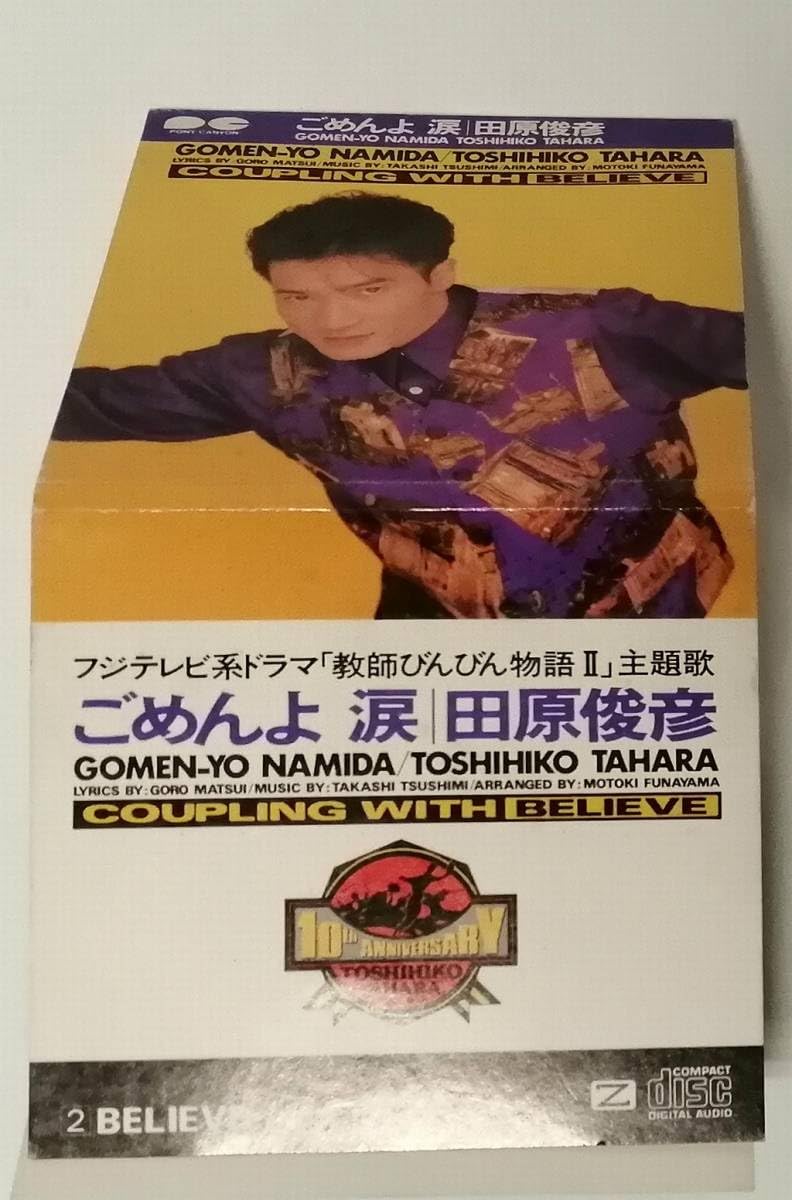 PONY CANYON
ごめんよ 涙|田原俊彦
GOMEN-YO NAMIDA TOSHIHIKO TAHARA
GOMEN-YO NAMIDA/TOSHIHIKO TAHARA
LYRICS BY GORO MATSUI/MUSIC BY: TAKASHI TSUSHIMI/ARRANGED BY: MOTOKI FUNAYAMA
COUPLING WITH BELIEVE
フジテレビ系ドラマ「教師びんびん物語Ⅱ」主題歌
ごめんよ 涙|田原俊彦
GOMEN-YO NAMIDA/TOSHIHIKO TAHARA
LYRICS BY: GORO MATSUI/MUSIC BY: TAKASHI TSUSHIMI/ARRANGED BY: MOTOKI FUNAYAMA
COUPLING WITH BELIEVE
10th ANNIVERSARY
TOSHIHIKO
TAHARA
2 BELIEVE
Z
COMPACT
disc
DIGITAL AUDIO